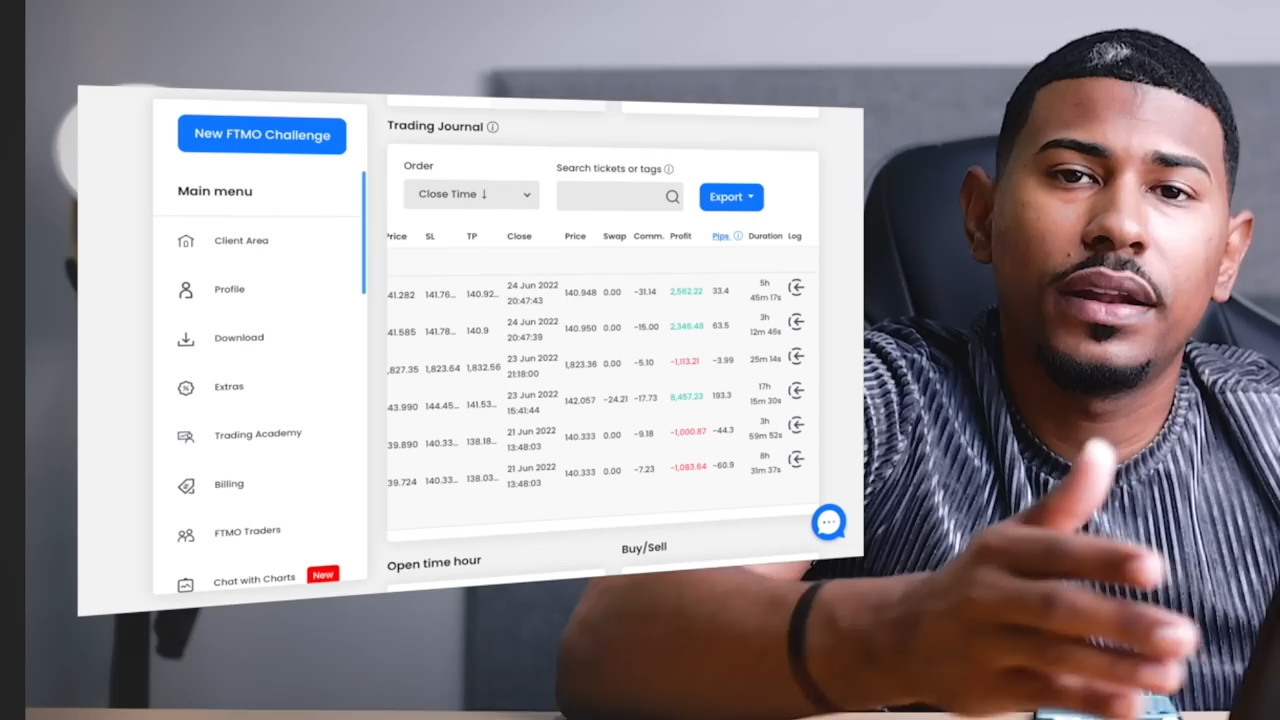 New FTMO Challenge
Main menu
Client Area
Profile
Download
Extras
Trading Academy
Billing
FTMO Traders
Chat with Charts New
Trading Journal
Order
Search tickets or tags
Close Time ↓
Export
Price SL TP Close Price Swap Comm. Profit Pips Duration Log
41.282 141.76... 140.92... 24 Jun 2022 20:47:43 140.948 0.00 -31.14 2,562.22 33.4 5h 45m 17s
41.585 141.78... 140.9 24 Jun 2022 20:47:39 140.950 0.00 -15.00 2,346.48 63.5 3h 12m 46s
,827.35 1,823.64 1,832.56 23 Jun 2022 21:18:00 1,823.36 0.00 -5.10 -1,113.21 -3.99 25m 14s
43.990 144.45... 141.53... 23 Jun 2022 15:41:44 142.057 -24.21 -17.73 8,457.23 193.3 17h 15m 30s
39.890 140.33... 138.18... 21 Jun 2022 13:48:03 140.333 0.00 -9.18 -1,000.87 -44.3 3h 59m 52s
39.724 140.33... 138.03... 21 Jun 2022 13:48:03 140.333 0.00 -7.23 -1,083.64 -60.9 8h 31m 37s
Open time hour
Buy/Sell